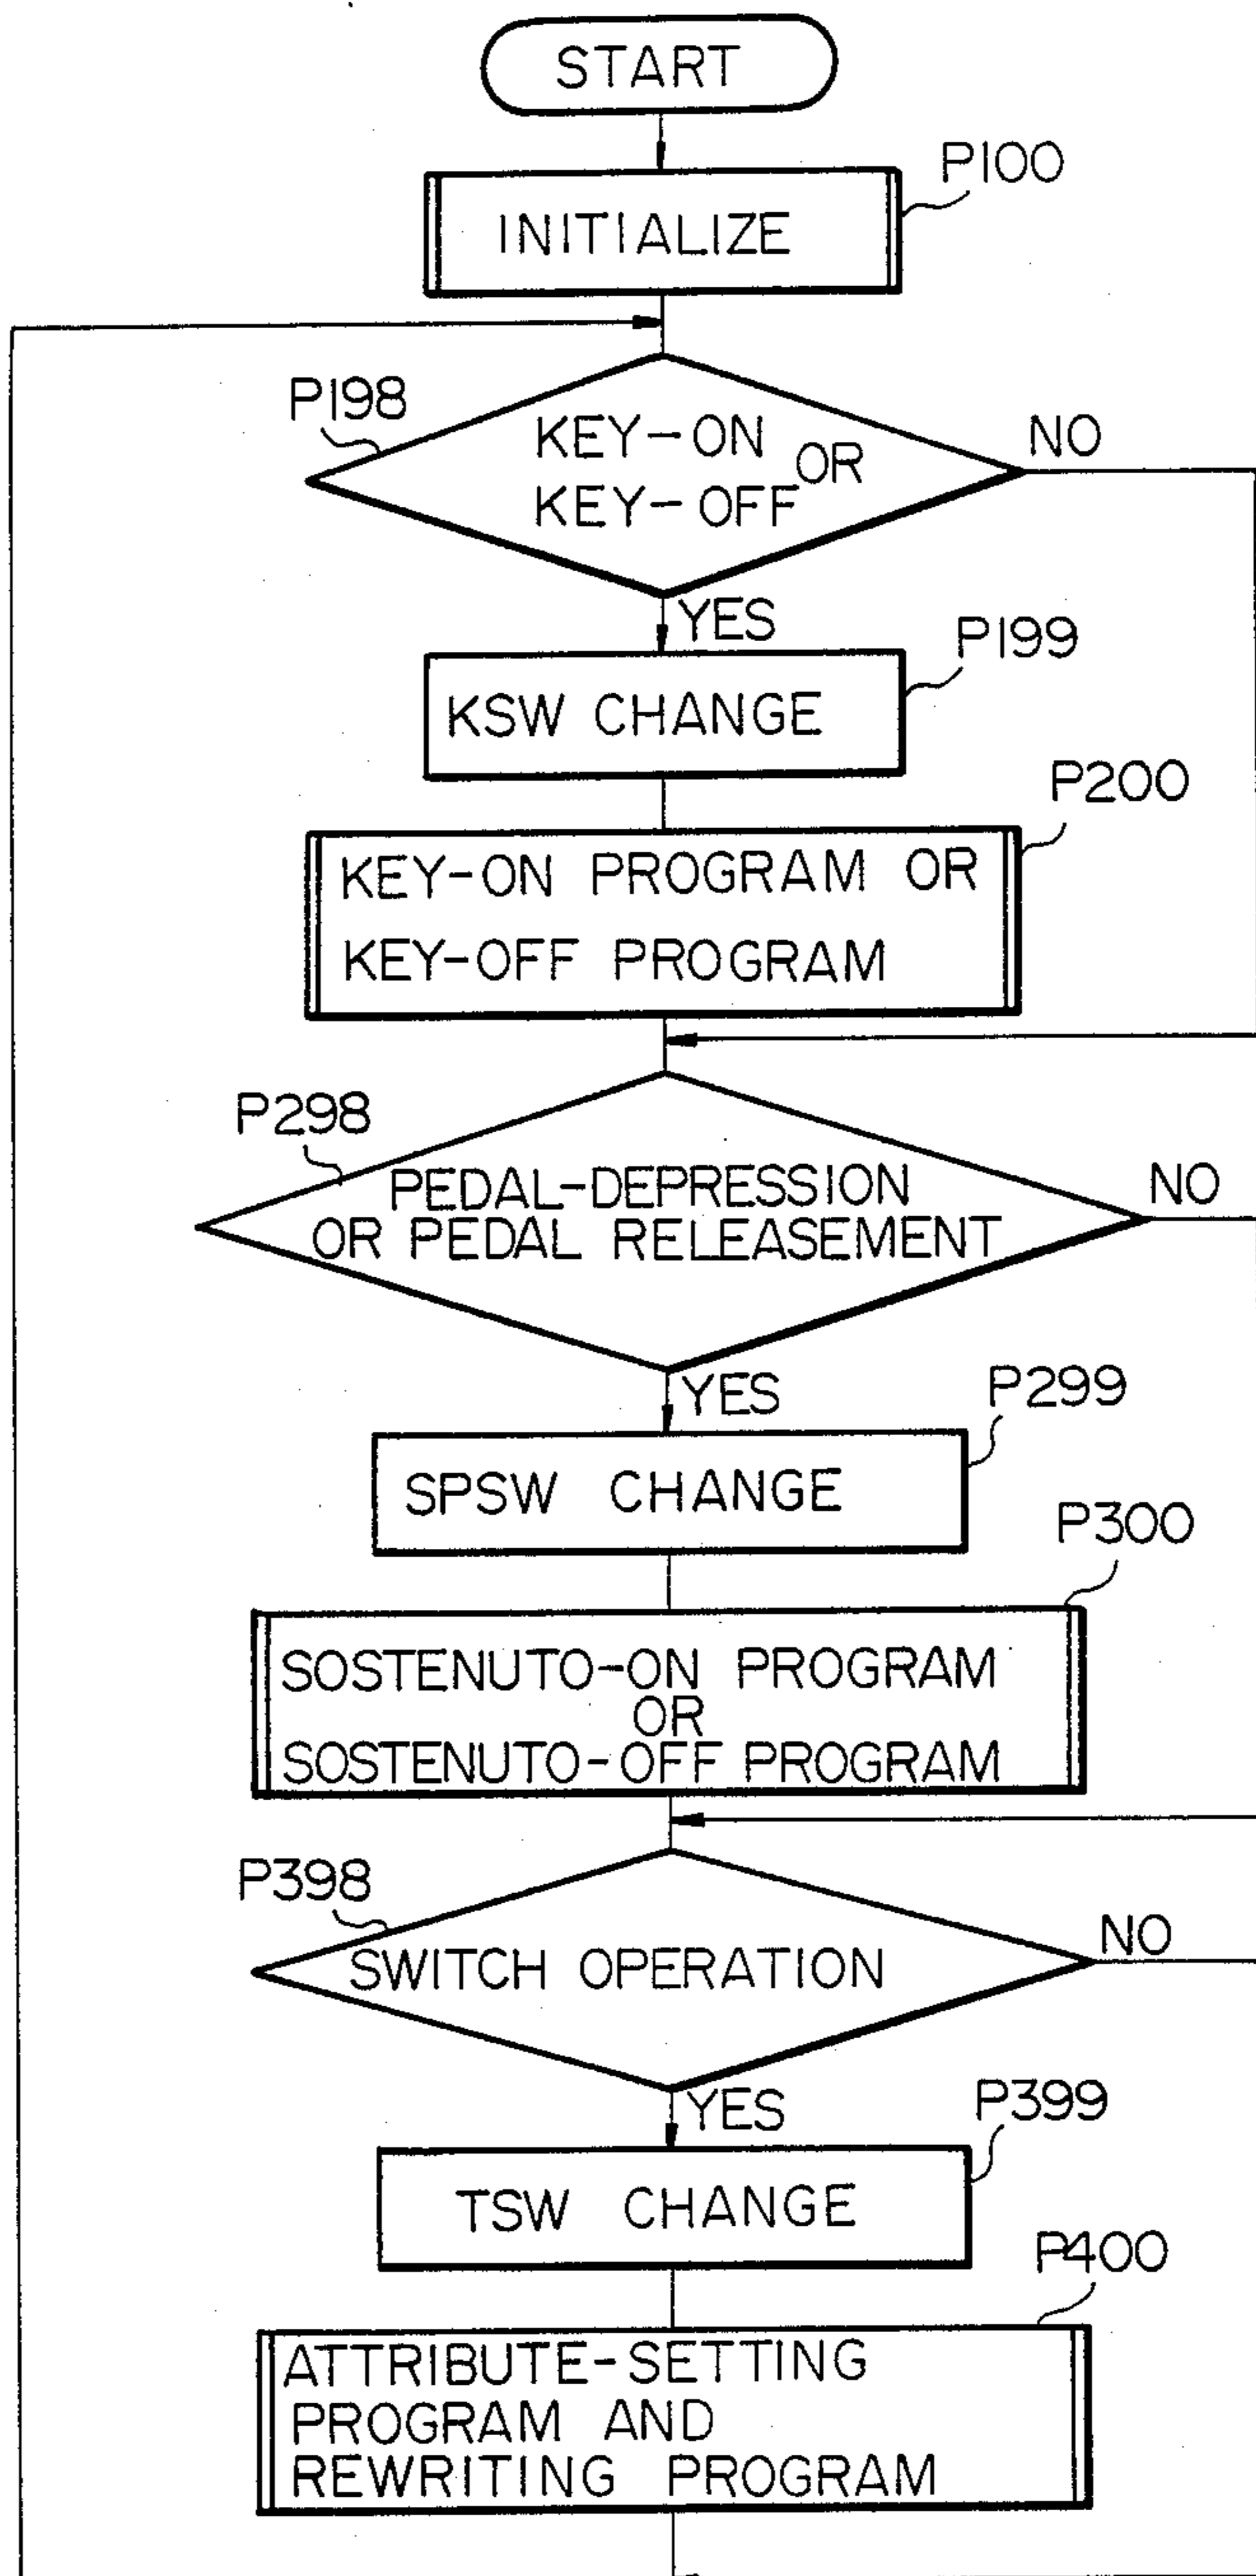 START
P100
INITIALIZE
P198
KEY-ON
OR
KEY-OFF
NO
YES
P199
KSW CHANGE
P200
KEY-ON PROGRAM OR
KEY-OFF PROGRAM
P298
PEDAL-DEPRESSION
OR PEDAL RELEASEMENT
NO
YES
P299
SPSW CHANGE
P300
SOSTENUTO-ON PROGRAM
OR
SOSTENUTO-OFF PROGRAM
P398
SWITCH OPERATION
NO
YES
P399
TSW CHANGE
P400
ATTRIBUTE-SETTING
PROGRAM AND
REWRITING PROGRAM